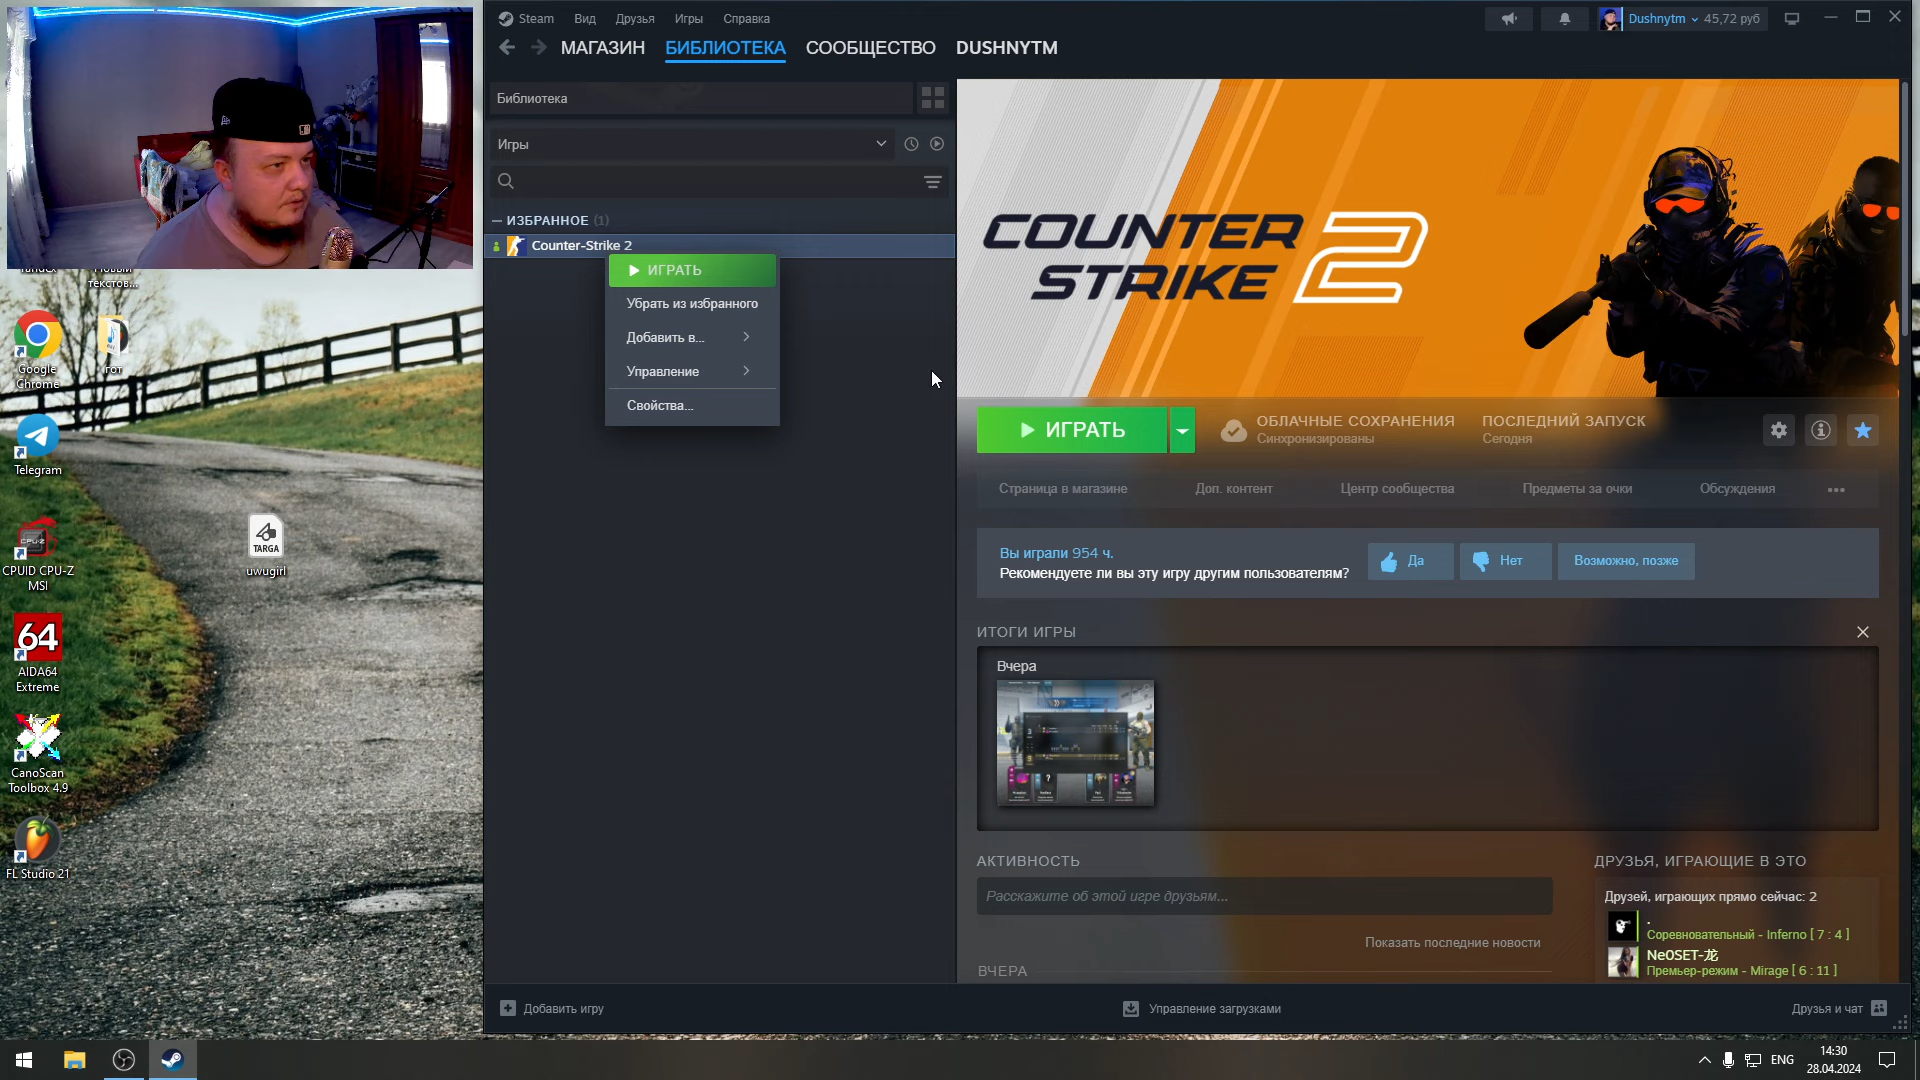 Steam
Вид
Друзья
Игры
Справка
Dushnytm
45,72 руб
МАГАЗИН
БИБЛИОТЕКА
СООБЩЕСТВО
DUSHNYTM
Библиотека
Игры
ИЗБРАННОЕ (1)
Counter-Strike 2
ИГРАТЬ
Убрать из избранного
Добавить в...
Управление
Свойства...
COUNTER
STRIKE 2
ИГРАТЬ
ОБЛАЧНЫЕ СОХРАНЕНИЯ
Синхронизированы
ПОСЛЕДНИЙ ЗАПУСК
Сегодня
Страница в магазине
Доп. контент
Центр сообщества
Предметы за очки
Обсуждения
Вы играли 954 ч.
Рекомендуете ли вы эту игру другим пользователям?
Да
Нет
Возможно, позже
ИТОГИ ИГРЫ
Вчера
АКТИВНОСТЬ
Расскажите об этой игре друзьям...
Показать последние новости
ВЧЕРА
ДРУЗЬЯ, ИГРАЮЩИЕ В ЭТО
Друзей, играющих прямо сейчас: 2
.
Соревновательный - Inferno [ 7 : 4 ]
Ne0SET-龙
Премьер-режим - Mirage [ 6 : 11 ]
Добавить игру
Управление загрузками
Друзья и чат
текстов...
Google
Chrome
гот
Telegram
CPU-Z
CPUID CPU-Z
MSI
TARGA
uwugirl
64
AIDA64
Extreme
CanoScan
Toolbox 4.9
FL Studio 21
ENG
14:30
28.04.2024